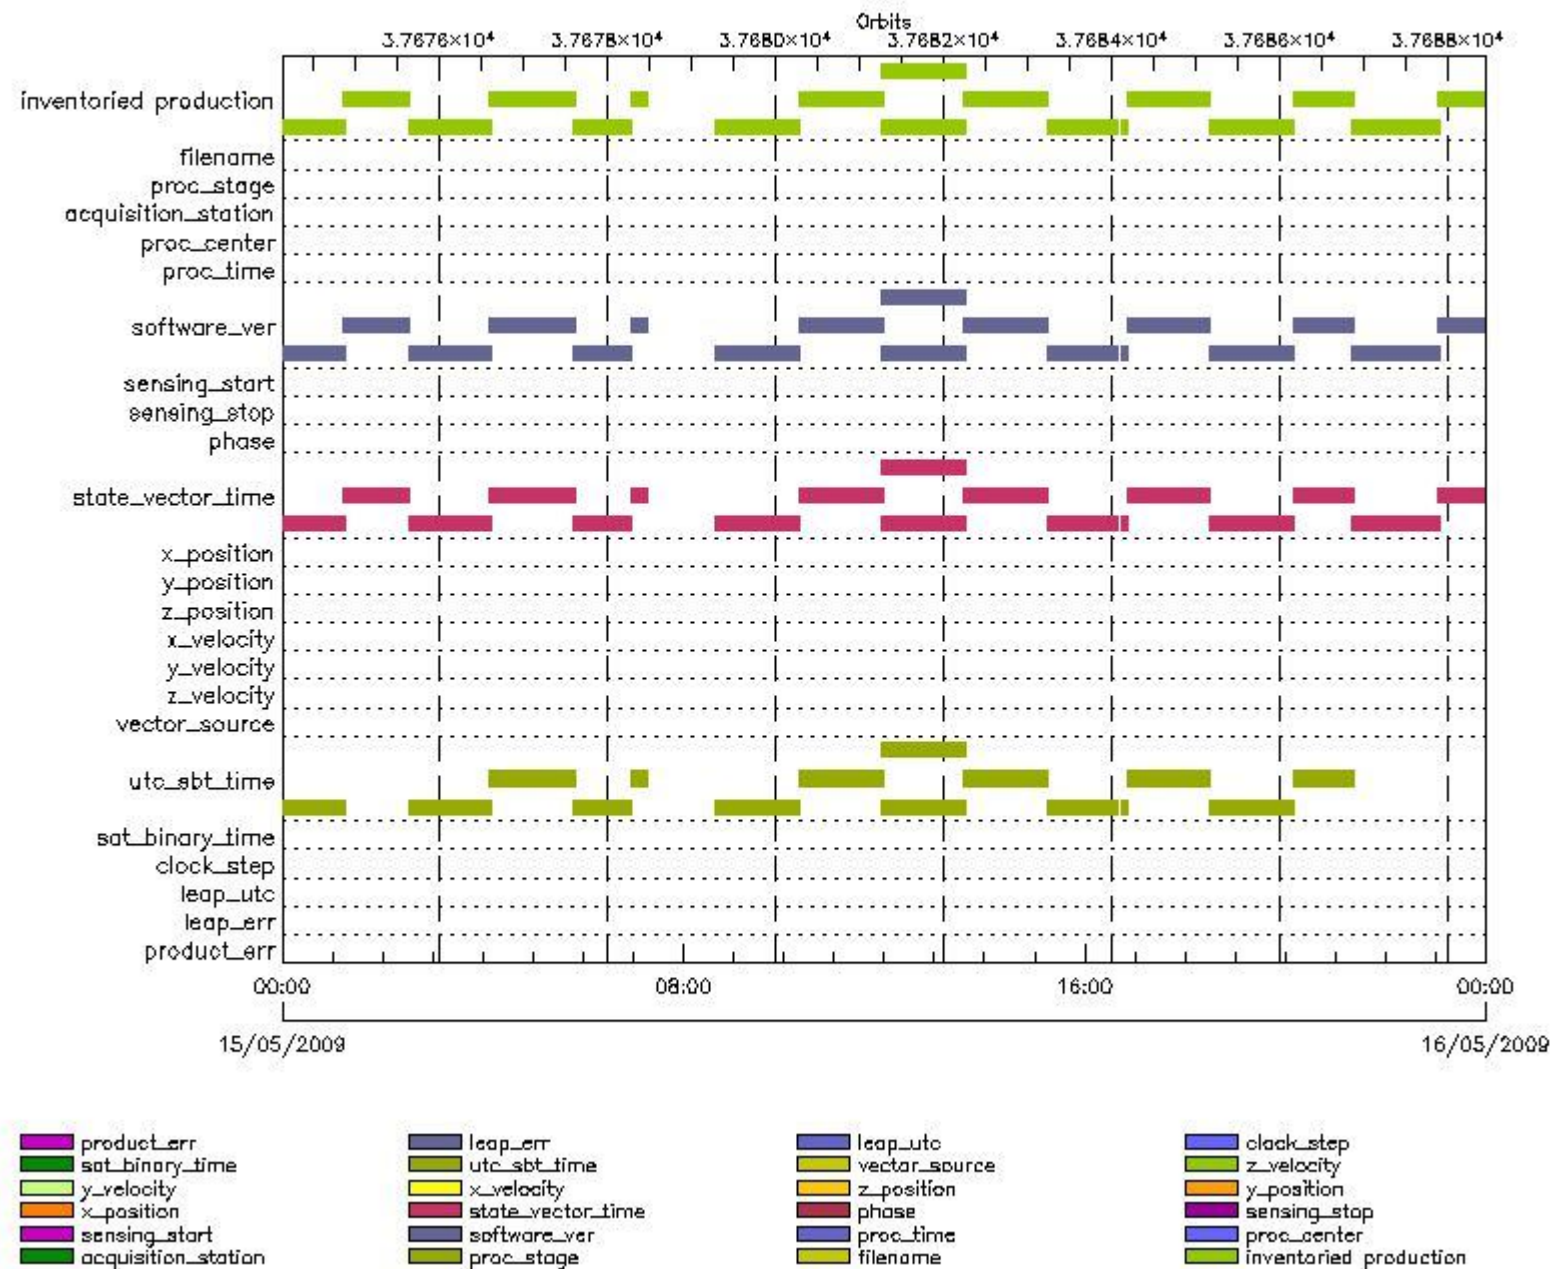 Orbits
3.7676×10⁴ 3.7678×10⁴ 3.7680×10⁴ 3.7682×10⁴ 3.7684×10⁴ 3.7686×10⁴ 3.7688×10⁴
inventoried production
filename
proc_stage
acquisition_station
proc_center
proc_time
software_ver
sensing_start
sensing_stop
phase
state_vector_time
x_position
y_position
z_position
x_velocity
y_velocity
z_velocity
vector_source
utc_sbt_time
sat_binary_time
clock_step
leap_utc
leap_err
product_err
00:00 08:00 16:00 00:00
15/05/2009 16/05/2009
product_err leap_err leap_utc clock_step
sat_binary_time utc_sbt_time vector_source z_velocity
y_velocity x_velocity z_position y_position
x_position state_vector_time phase sensing_stop
sensing_start software_ver proc_time proc_center
acquisition_station proc_stage filename inventoried production